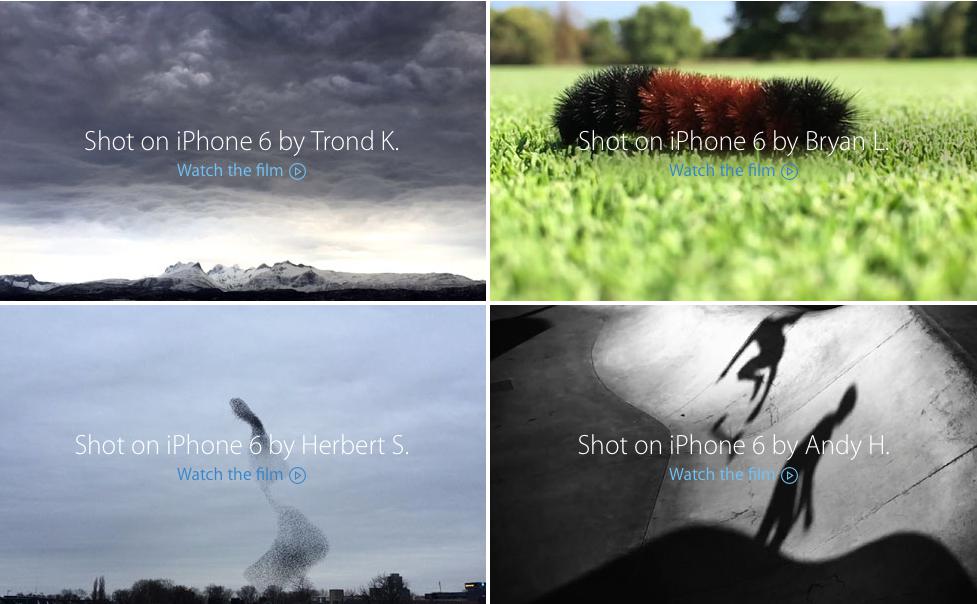 Shot on iPhone 6 by Trond K.
Watch the film
Shot on iPhone 6 by Bryan L.
Watch the film
Shot on iPhone 6 by Herbert S.
Watch the film
Shot on iPhone 6 by Andy H.
Watch the film